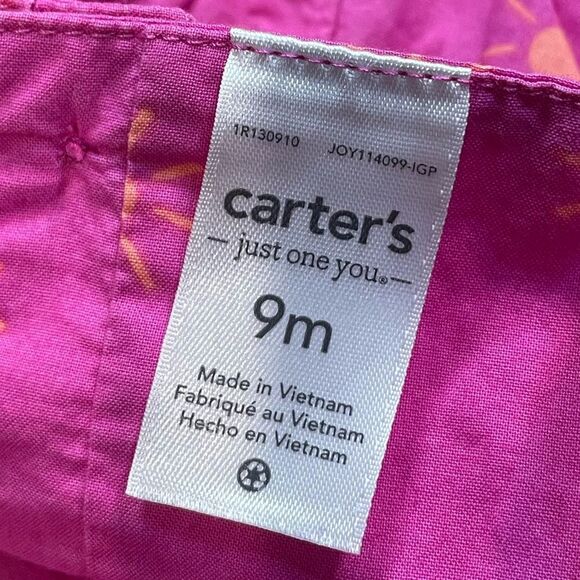 1R130910 JOY114099-IGP
carter's
— just one you.® —
9m
Made in Vietnam
Fabriqué au Vietnam
Hecho en Vietnam